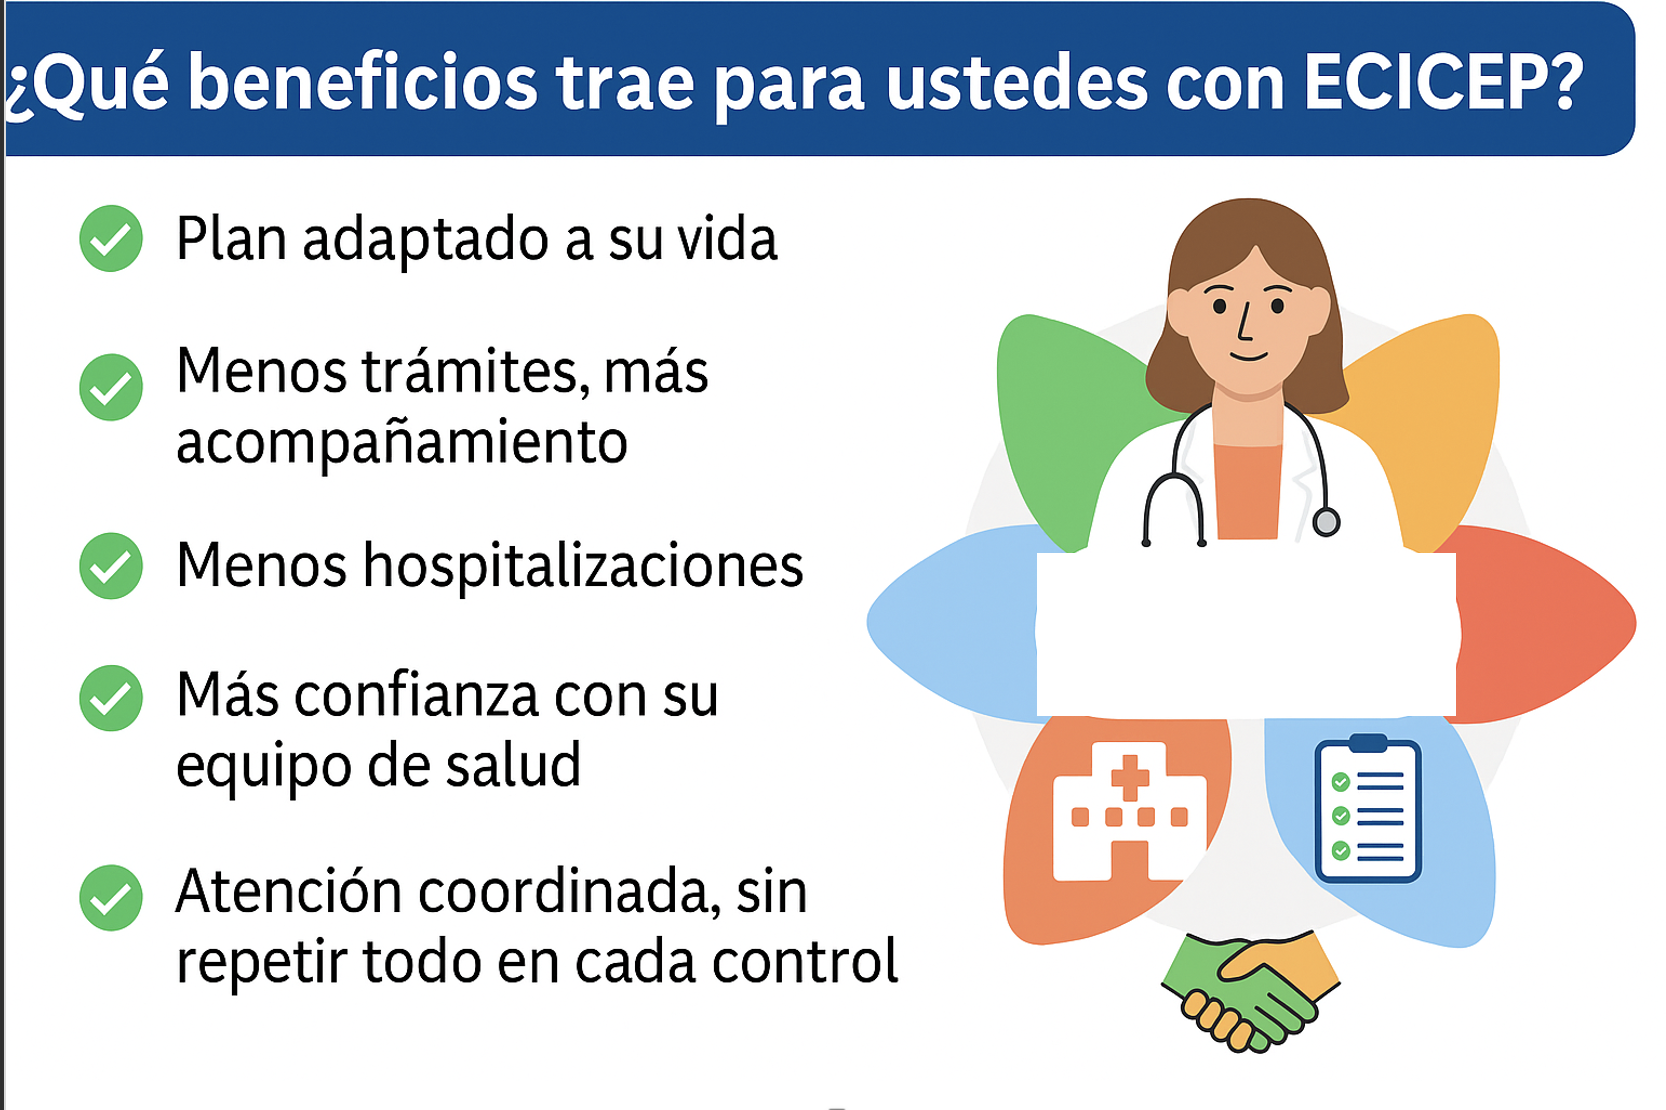 ¿Qué beneficios trae para ustedes con ECICEP?
Plan adaptado a su vida
Menos trámites, más
acompañamiento
Menos hospitalizaciones
Más confianza con su
equipo de salud
Atención coordinada, sin
repetir todo en cada control